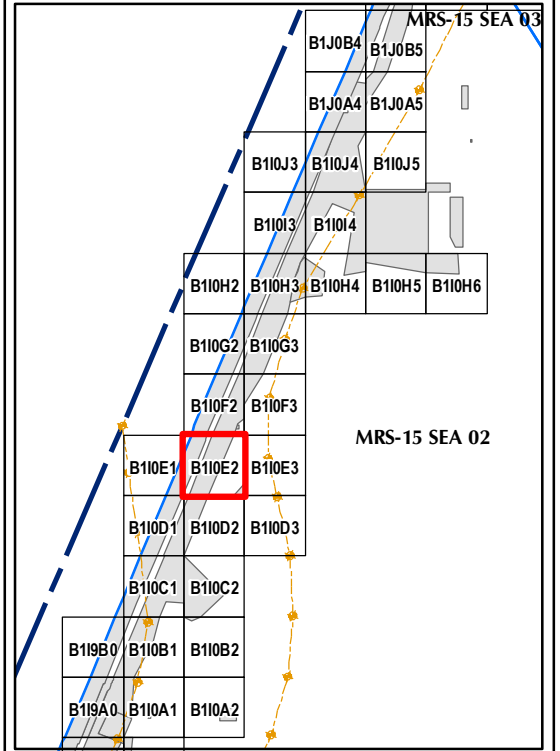 MRS-15 SEA 03
B1J0B4 B1J0B5
B1J0A4 B1J0A5
B1I0J3 B1I0J4 B1I0J5
B1I0I3 B1I0I4
B1I0H2 B1I0H3 B1I0H4 B1I0H5 B1I0H6
B1I0G2 B1I0G3
B1I0F2 B1I0F3
MRS-15 SEA 02
B1I0E1 B1I0E2 B1I0E3
B1I0D1 B1I0D2 B1I0D3
B1I0C1 B1I0C2
B1I9B0 B1I0B1 B1I0B2
B1I9A0 B1I0A1 B1I0A2